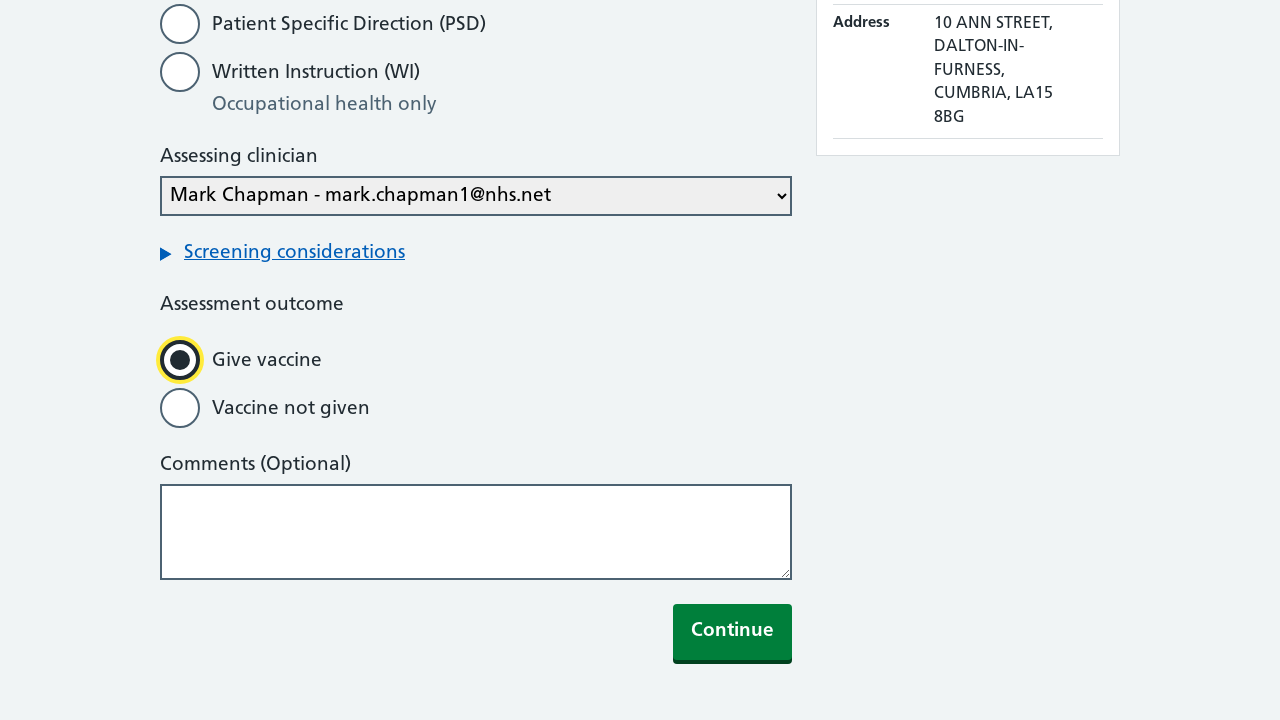 Patient Specific Direction (PSD)
Written Instruction (WI)
Occupational health only
Assessing clinician
Mark Chapman - mark.chapman1@nhs.net
Screening considerations
Assessment outcome
Give vaccine
Vaccine not given
Comments (Optional)
Continue
Address
10 ANN STREET,
DALTON-IN-
FURNESS,
CUMBRIA, LA15
8BG